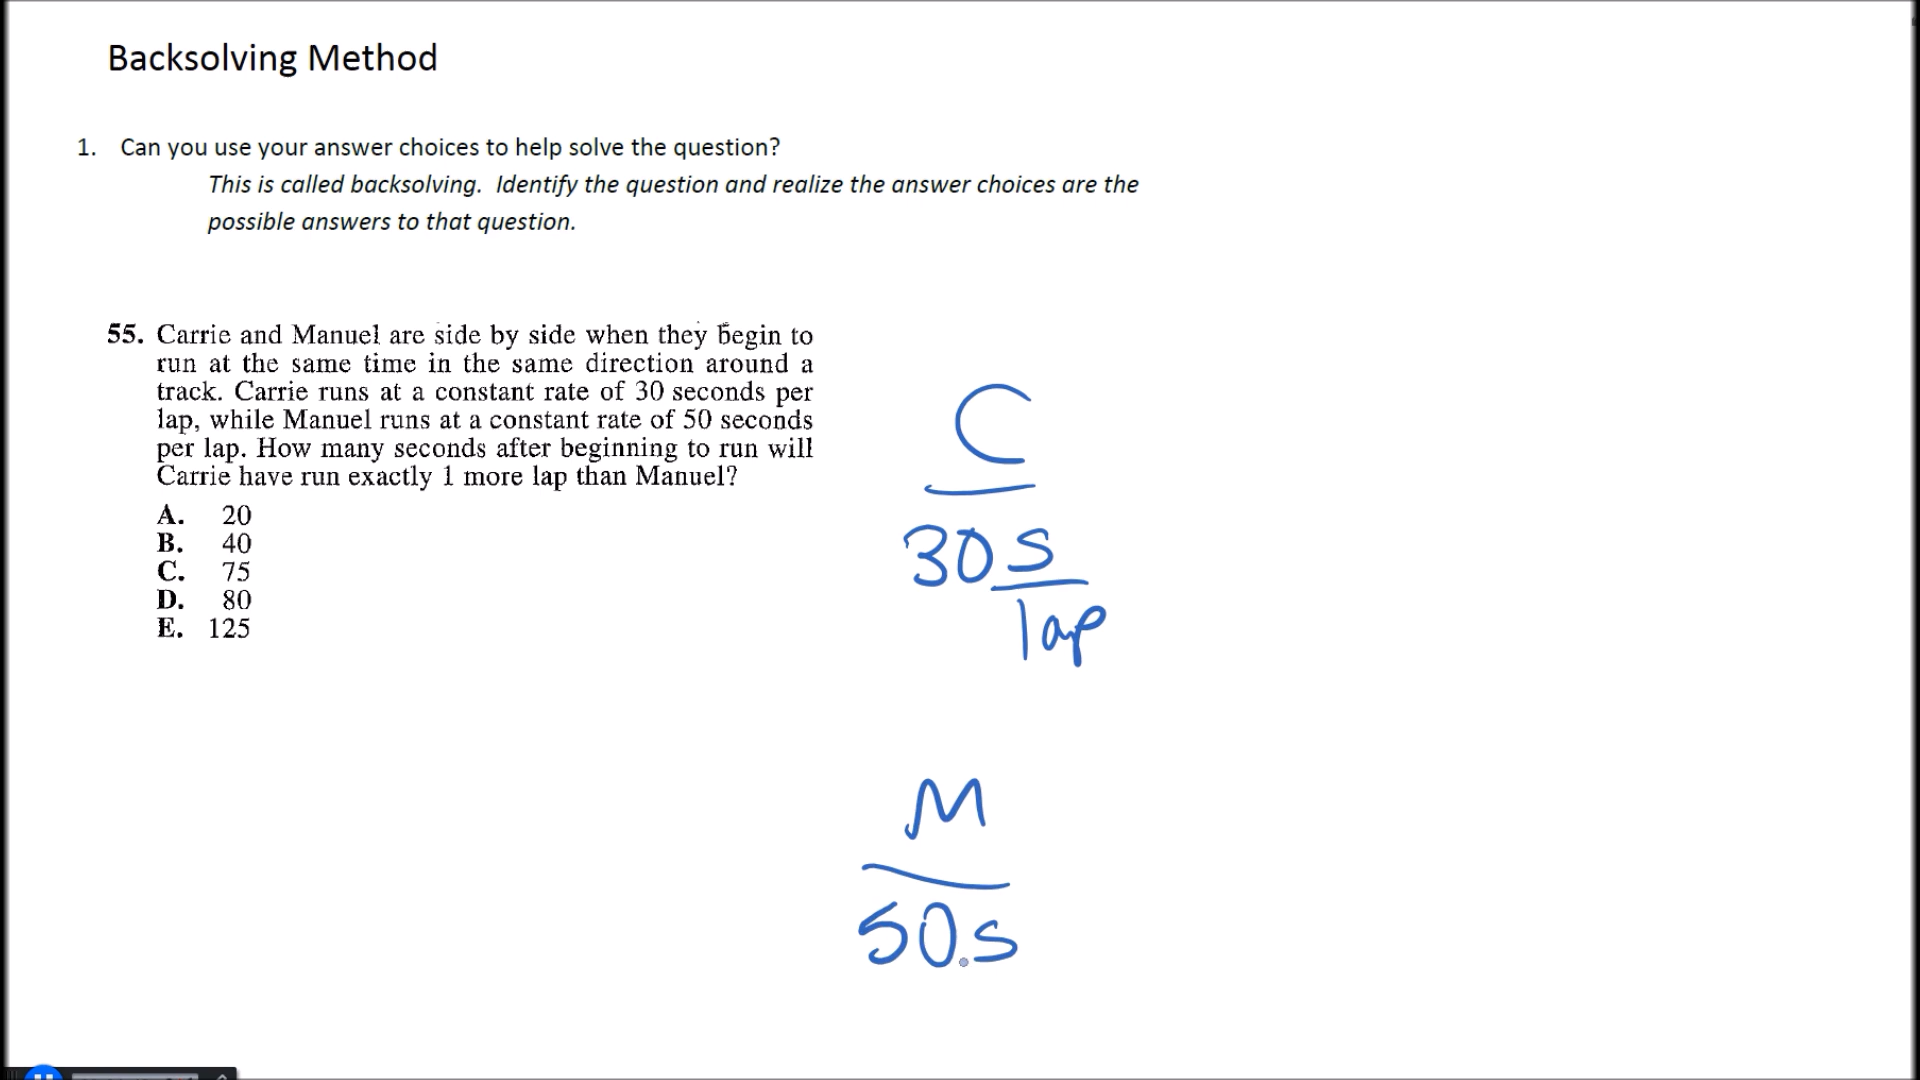 Backsolving Method
1. Can you use your answer choices to help solve the question?
This is called backsolving. Identify the question and realize the answer choices are the
possible answers to that question.
55. Carrie and Manuel are side by side when they begin to
run at the same time in the same direction around a
track. Carrie runs at a constant rate of 30 seconds per
lap, while Manuel runs at a constant rate of 50 seconds
per lap. How many seconds after beginning to run will
Carrie have run exactly 1 more lap than Manuel?
A. 20
B. 40
C. 75
D. 80
E. 125
C
30 s
lap
M
50 s